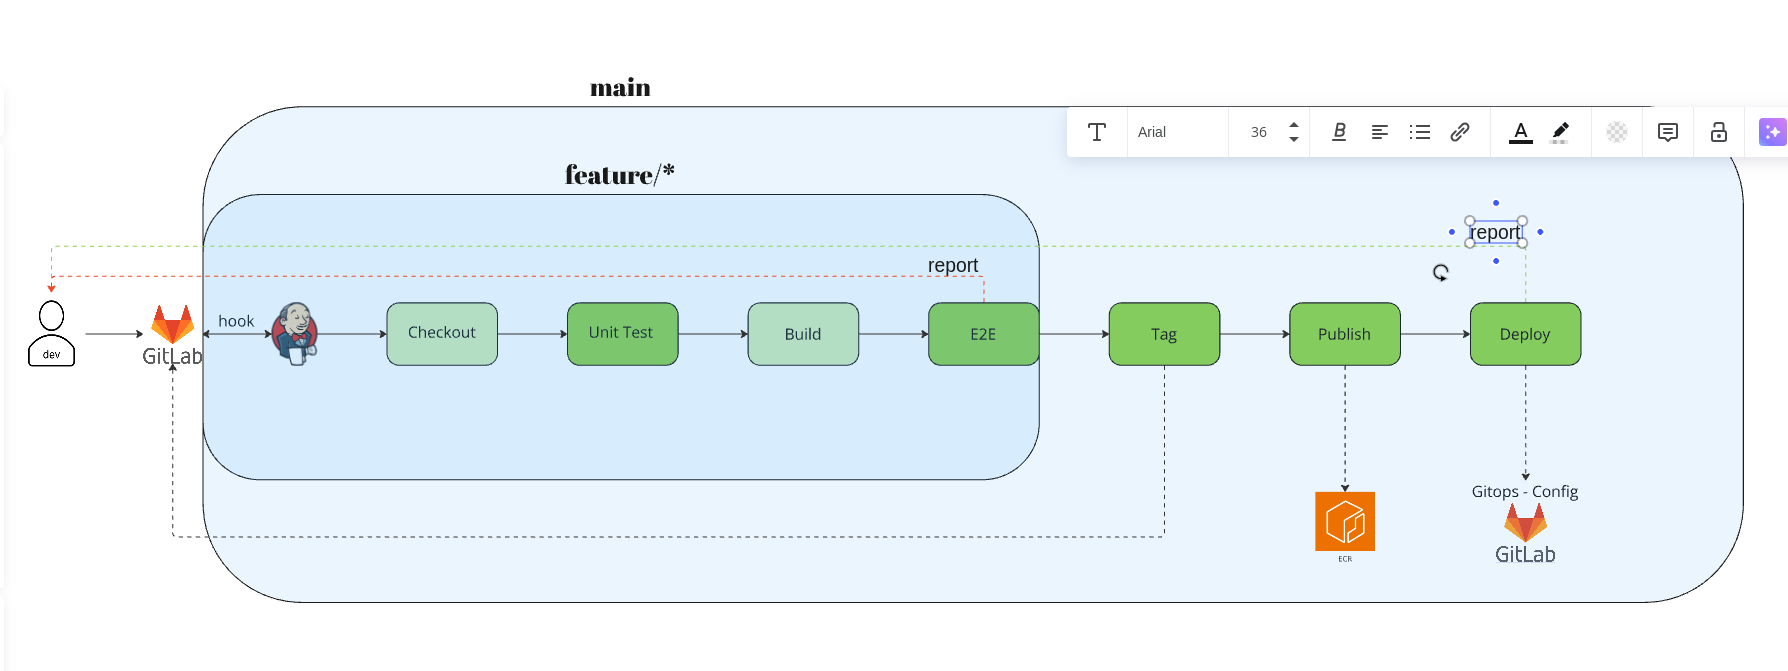 main
Arial
36
B
A
feature/*
report
report
hook
Checkout
Unit Test
Build
E2E
Tag
Publish
Deploy
dev
GitLab
Gitops - Config
GitLab
ECR